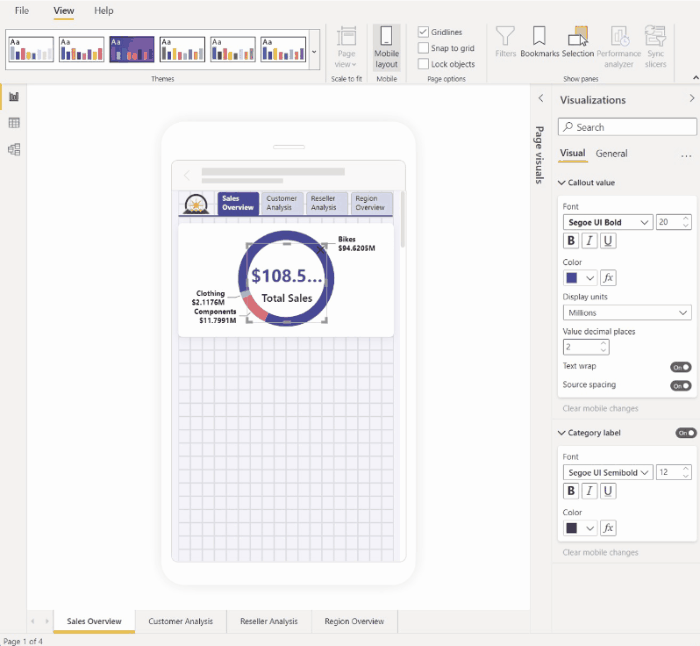 File View Help
Aa Aa Aa Aa Aa Aa
Themes
Page
View
Scale to fit
Mobile
layout
Mobile
Gridlines
Snap to grid
Lock objects
Page options
Filters
Bookmarks
Selection
Performance
analyzer
Sync
slicers
Show panes
Page visuals
Sales
Overview
Customer
Analysis
Reseller
Analysis
Region
Overview
Bikes
$94.6205M
$108.5...
Total Sales
Clothing
$2.1176M
Components
$11.7991M
Visualizations
Search
Visual General ...
Callout value
Font
Segoe UI Bold 20
B I U
Color
fx
Display units
Millions
Value decimal places
2
Text wrap On
Source spacing On
Clear mobile changes
Category label On
Font
Segoe UI Semibold 12
B I U
Color
fx
Clear mobile changes
Sales Overview Customer Analysis Reseller Analysis Region Overview
Page 1 of 4